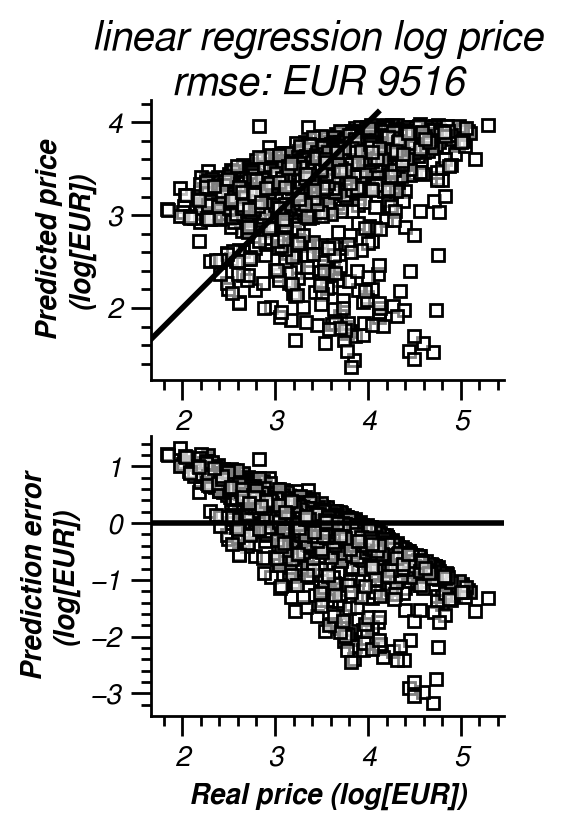 linear regression log price
rmse: EUR 9516
Predicted price
(log[EUR])
4
3
2
2 3 4 5
Prediction error
(log[EUR])
1
0
−1
−2
−3
2 3 4 5
Real price (log[EUR])